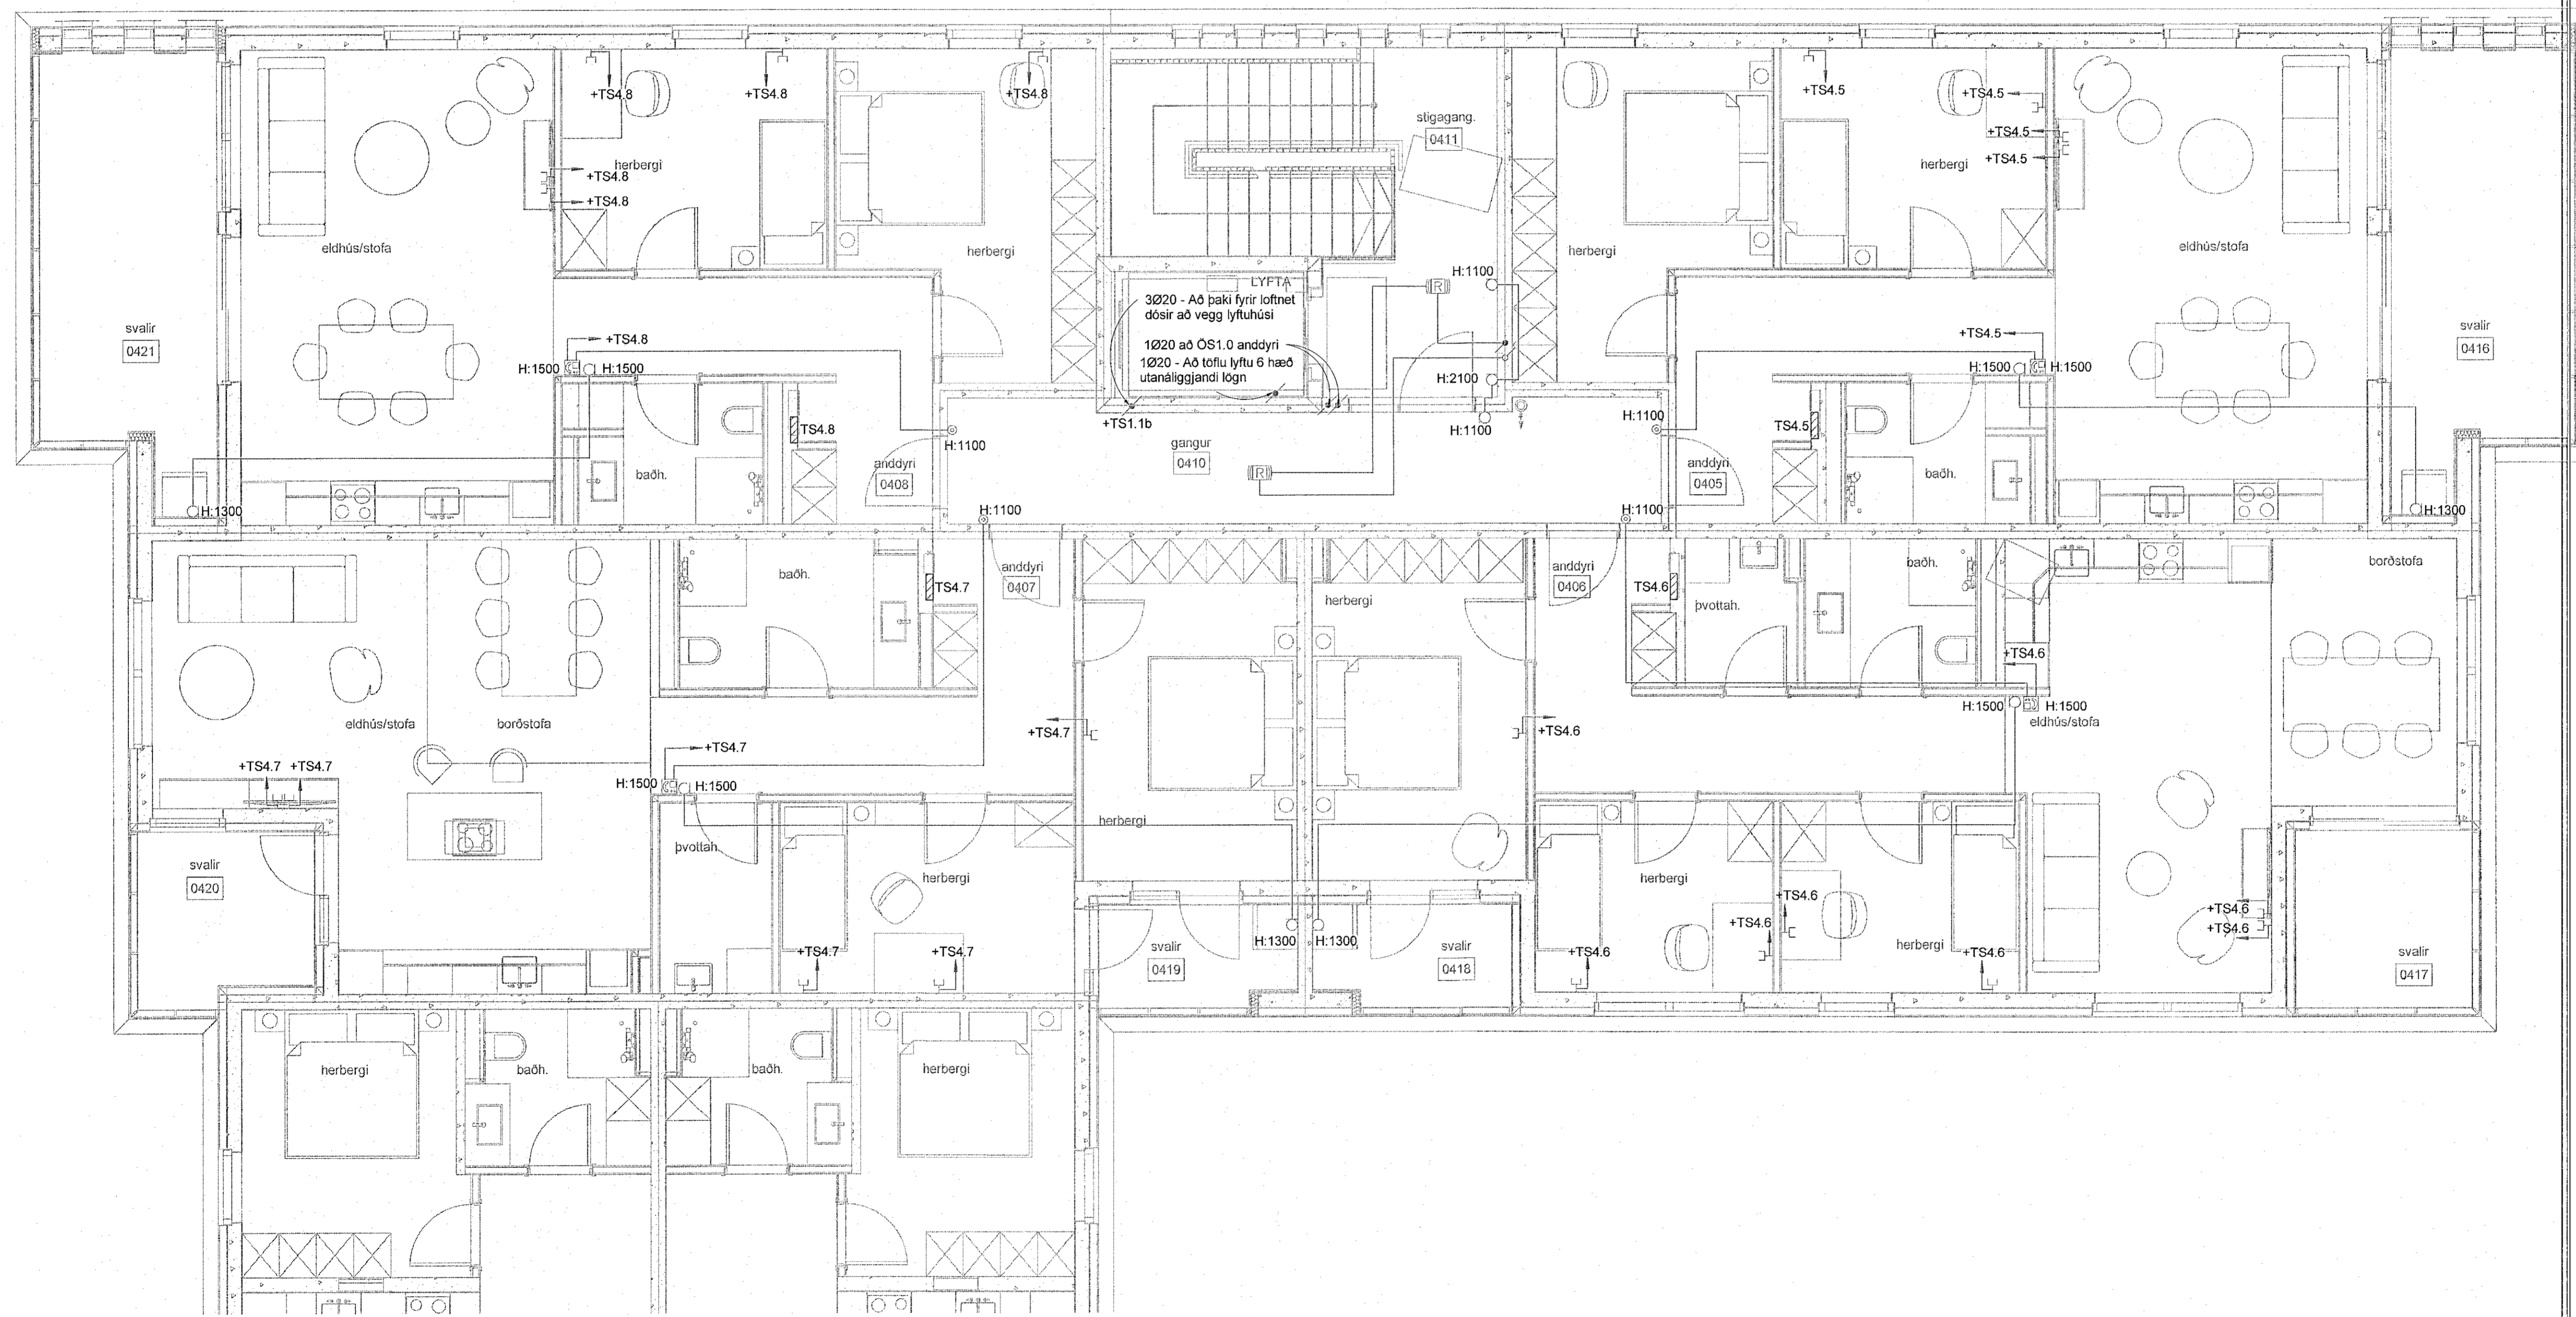 +TS4.8
+TS4.8
+TS4.8
herbergi
+TS4.8
+TS4.8
eldhús/stofa
herbergi
svalir
0421
+TS4.8
H:1500
H:1500
TS4.8
baðh.
anddyri
0408
H:1100
H:1300
stigagang.
0411
LYFTA
3Ø20 - Að þaki fyrir loftnet
dósir að vegg lyftuhúsi
1Ø20 að ÖS1.0 anddyri
1Ø20 - Að töflu lyftu 6 hæð
utanáliggjandi lögn
+TS1.1b
H:1100
R
H:2100
H:1100
gangur
0410
R
herbergi
+TS4.5
+TS4.5
+TS4.5
+TS4.5
herbergi
eldhús/stofa
svalir
0416
+TS4.5
H:1500
H:1500
H:1100
TS4.5
anddyri
0405
baðh.
H:1300
H:1100
H:1100
baðh.
TS4.7
anddyri
0407
eldhús/stofa
borðstofa
+TS4.7
+TS4.7
+TS4.7
H:1500
H:1500
+TS4.7
herbergi
svalir
0420
þvottah.
herbergi
+TS4.7
+TS4.7
svalir
0419
H:1300
herbergi
anddyri
0406
TS4.6
þvottah.
baðh.
borðstofa
+TS4.6
+TS4.6
H:1500
H:1500
eldhús/stofa
H:1300
svalir
0418
herbergi
+TS4.6
+TS4.6
+TS4.6
herbergi
+TS4.6
+TS4.6
+TS4.6
svalir
0417
herbergi
baðh.
baðh.
herbergi